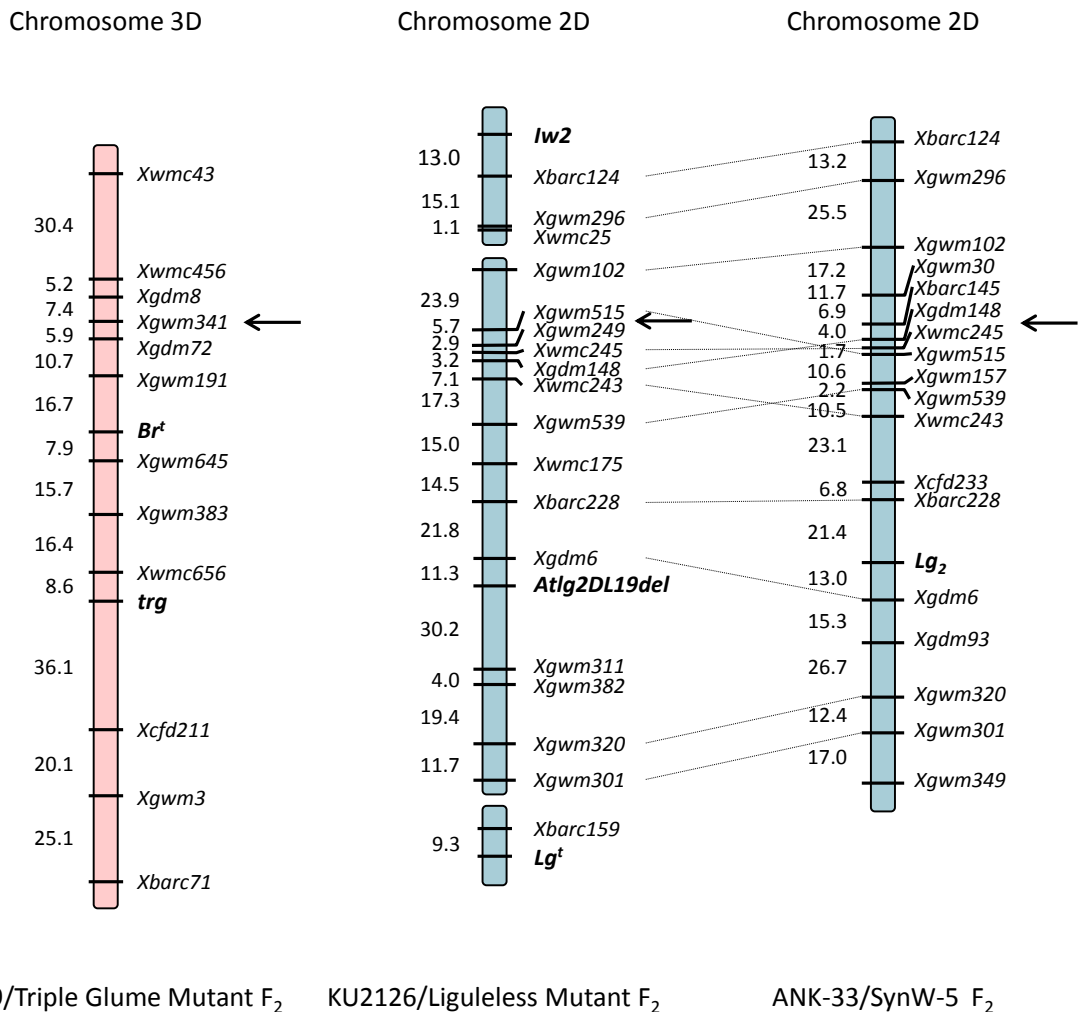 Chromosome 3D
Chromosome 2D
Chromosome 2D
Xwmc43
30.4
Xwmc456
5.2
Xgdm8
7.4
Xgwm341
5.9
Xgdm72
10.7
Xgwm191
16.7
Brᵗ
7.9
Xgwm645
15.7
Xgwm383
16.4
Xwmc656
8.6
trg
36.1
Xcfd211
20.1
Xgwm3
25.1
Xbarc71
Iw2
13.0
Xbarc124
15.1
Xgwm296
1.1
Xwmc25
Xgwm102
23.9
Xgwm515
5.7
Xgwm249
2.9
Xwmc245
3.2
Xgdm148
7.1
Xwmc243
17.3
Xgwm539
15.0
Xwmc175
14.5
Xbarc228
21.8
Xgdm6
11.3
Atlg2DL19del
30.2
Xgwm311
4.0
Xgwm382
19.4
Xgwm320
11.7
Xgwm301
Xbarc159
9.3
Lgᵗ
Xbarc124
13.2
Xgwm296
25.5
Xgwm102
17.2
Xgwm30
11.7
Xbarc145
6.9
Xgdm148
4.0
Xwmc245
1.7
Xgwm515
10.6
Xgwm157
2.2
Xgwm539
10.5
Xwmc243
23.1
Xcfd233
6.8
Xbarc228
21.4
Lg₂
13.0
Xgdm6
15.3
Xgdm93
26.7
Xgwm320
12.4
Xgwm301
17.0
Xgwm349
/Triple Glume Mutant F₂
KU2126/Liguleless Mutant F₂
ANK-33/SynW-5 F₂